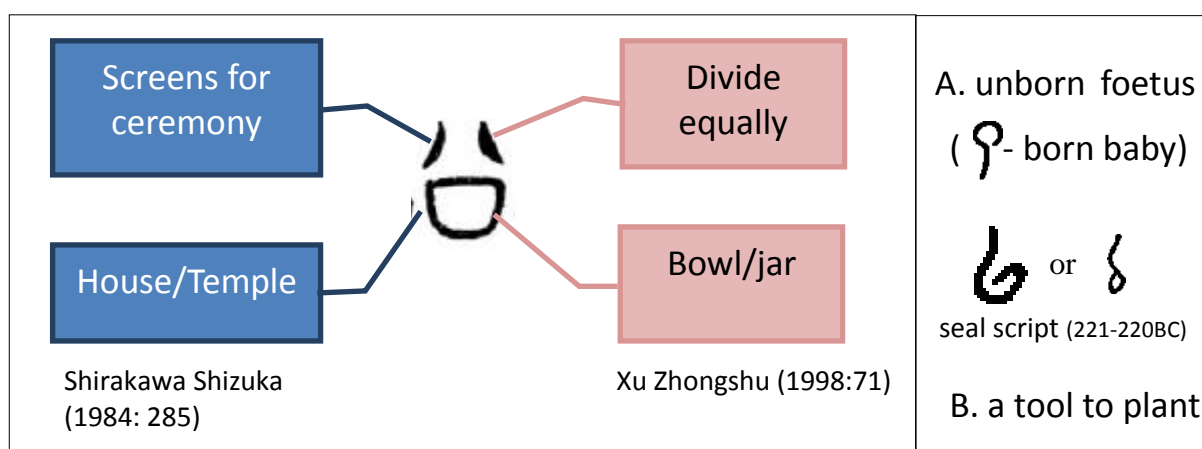 Screens for
ceremony
Divide
equally
House/Temple
Bowl/jar
Shirakawa Shizuka
(1984: 285)
Xu Zhongshu (1998:71)
A. unborn foetus
( - born baby)
or
seal script (221-220BC)
B. a tool to plant